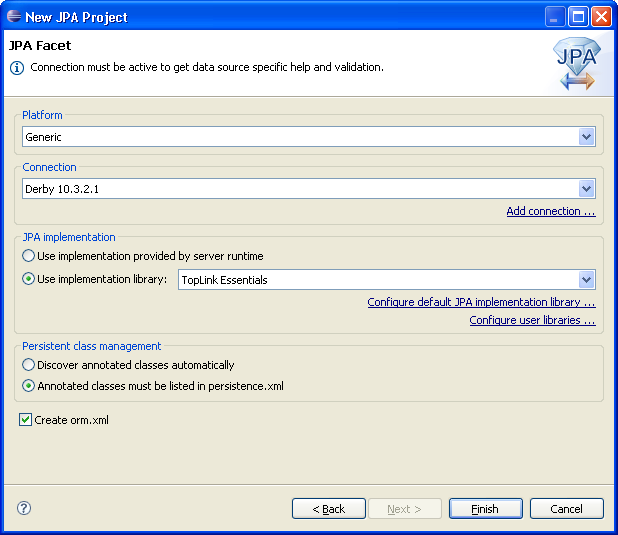 New JPA Project
JPA Facet
Connection must be active to get data source specific help and validation.
JPA
Platform
Generic
Connection
Derby 10.3.2.1
Add connection ...
JPA implementation
Use implementation provided by server runtime
Use implementation library:
TopLink Essentials
Configure default JPA implementation library ...
Configure user libraries ...
Persistent class management
Discover annotated classes automatically
Annotated classes must be listed in persistence.xml
Create orm.xml
< Back
Next >
Finish
Cancel